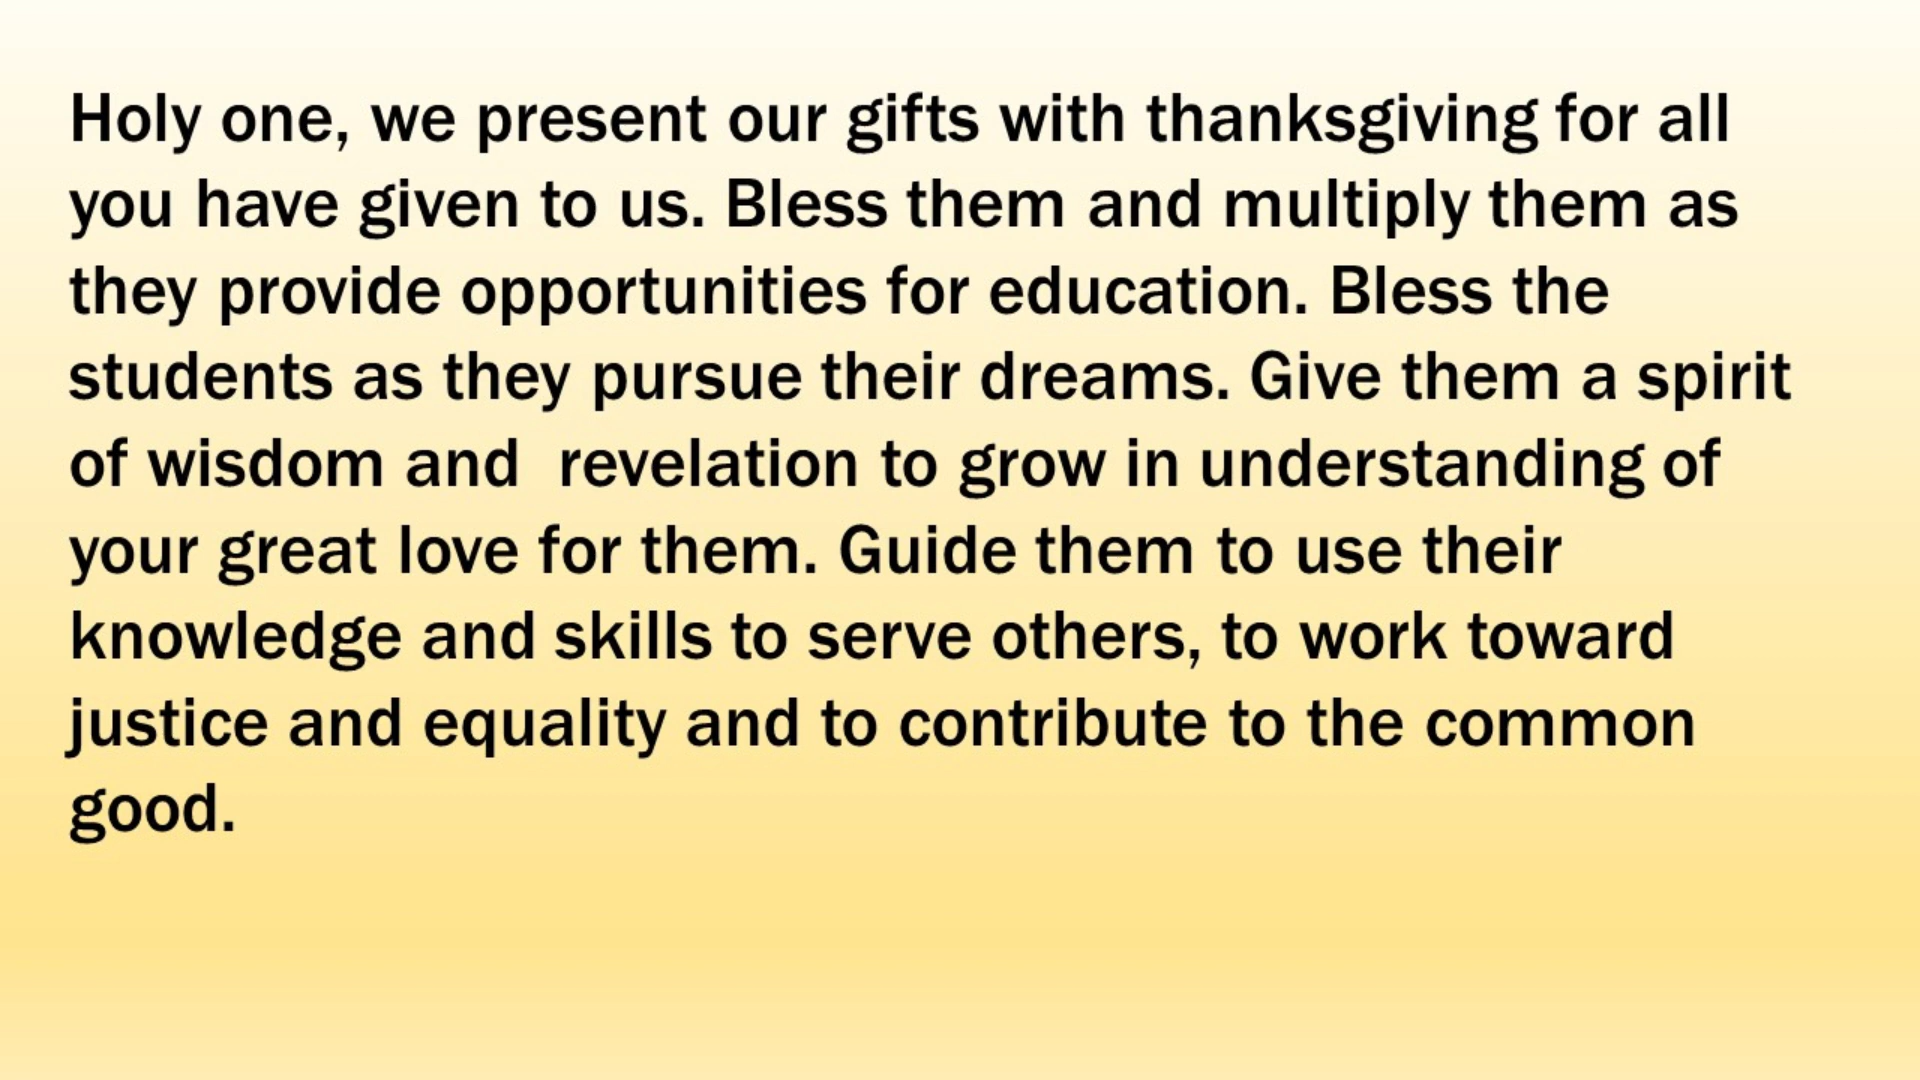 Holy one, we present our gifts with thanksgiving for all
you have given to us. Bless them and multiply them as
they provide opportunities for education. Bless the
students as they pursue their dreams. Give them a spirit
of wisdom and  revelation to grow in understanding of
your great love for them. Guide them to use their
knowledge and skills to serve others, to work toward
justice and equality and to contribute to the common
good.